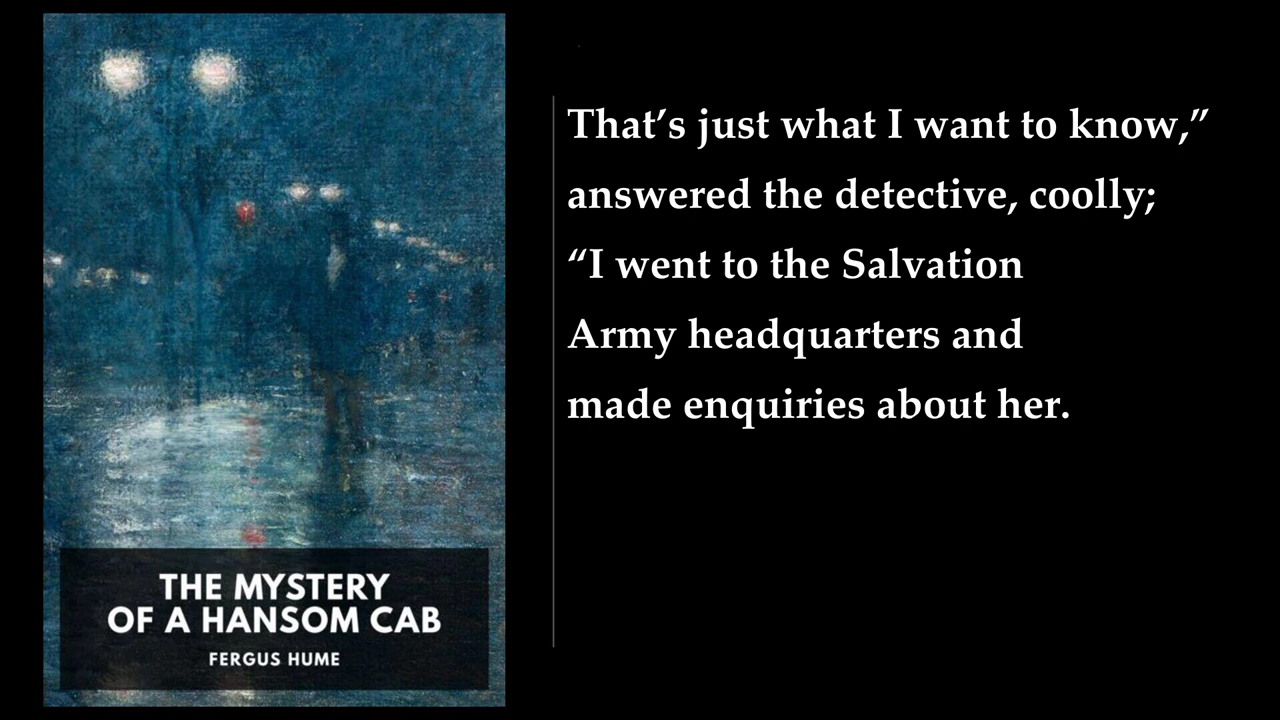 THE MYSTERY
OF A HANSOM CAB
FERGUS HUME
That’s just what I want to know,”
answered the detective, coolly;
“I went to the Salvation
Army headquarters and
made enquiries about her.